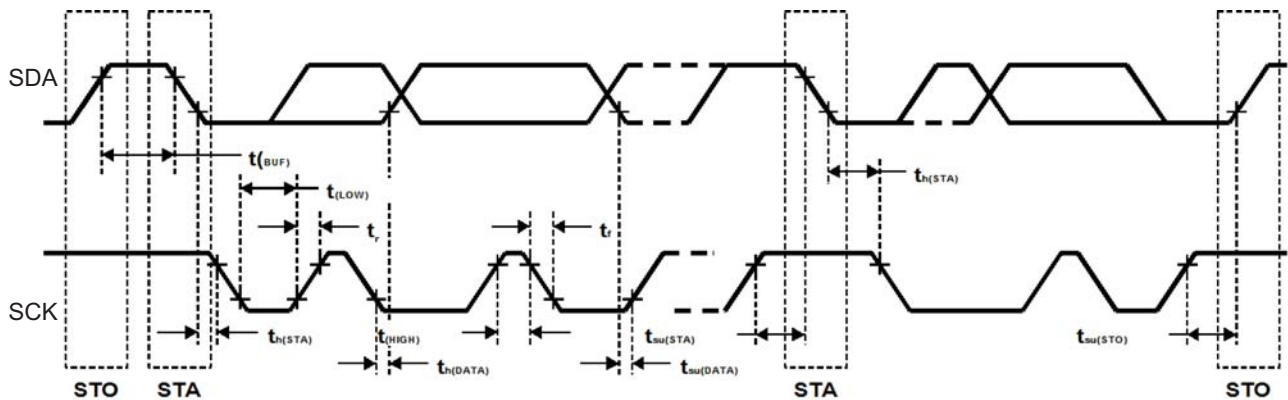 SDA
t(BUF)
t(LOW)
tr
tf
th(STA)
SCK
th(STA)
t(HIGH)
th(DATA)
tsu(STA)
tsu(DATA)
tsu(STO)
STO
STA
STA
STO